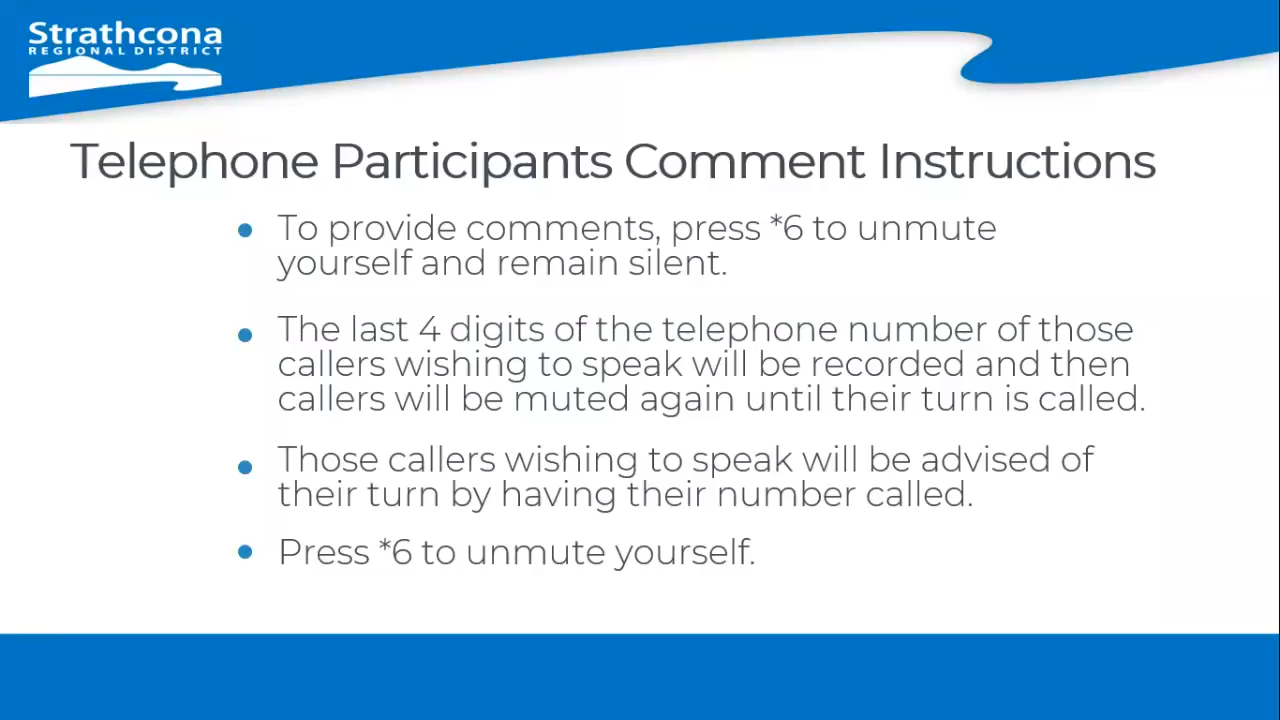 Strathcona
REGIONAL DISTRICT
Telephone Participants Comment Instructions
• To provide comments, press *6 to unmute
yourself and remain silent.
• The last 4 digits of the telephone number of those
callers wishing to speak will be recorded and then
callers will be muted again until their turn is called.
• Those callers wishing to speak will be advised of
their turn by having their number called.
• Press *6 to unmute yourself.